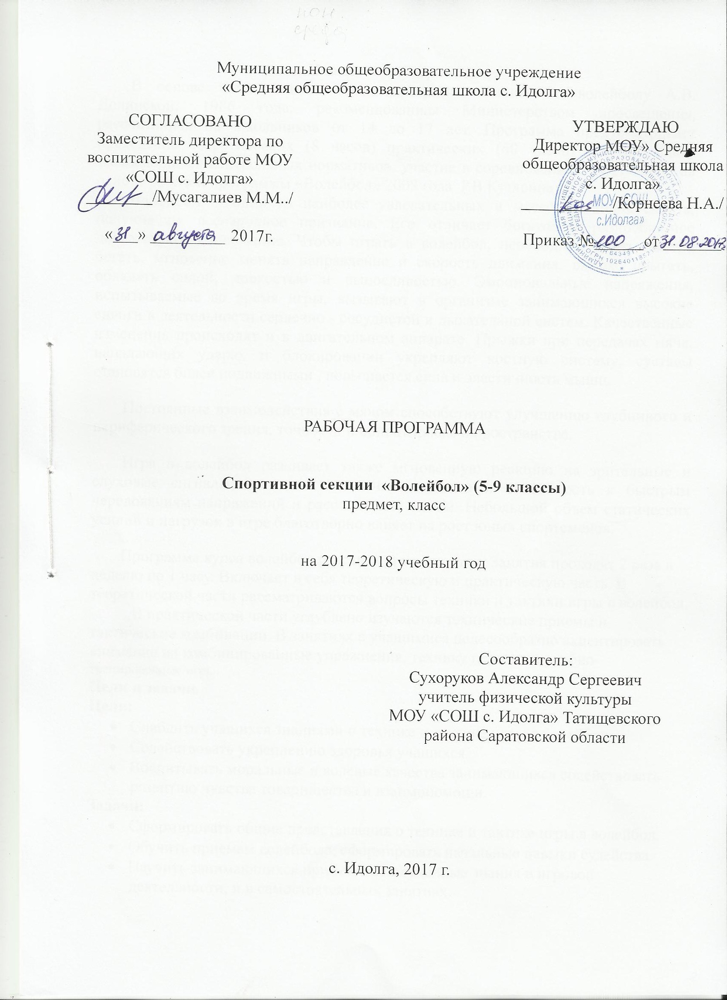 пон.
среда
Муниципальное общеобразовательное учреждение
«Средняя общеобразовательная школа с. Идолга»
СОГЛАСОВАНО
Заместитель директора по
воспитательной работе МОУ
«СОШ с. Идолга»
/Мусагалиев М.М../
«31» августа 2017г.
УТВЕРЖДАЮ
Директор МОУ» Средняя
общеобразовательная школа
с. Идолга»
/Корнеева Н.А./
Приказ №100 от 31.08.2017г.
МОУ «СОШ
с.Идолга»
РАБОЧАЯ ПРОГРАММА
Спортивной секции «Волейбол» (5-9 классы)
предмет, класс
на 2017-2018 учебный год
Составитель:
Сухоруков Александр Сергеевич
учитель физической культуры
МОУ «СОШ с. Идолга» Татищевского
района Саратовской области
с. Идолга, 2017 г.